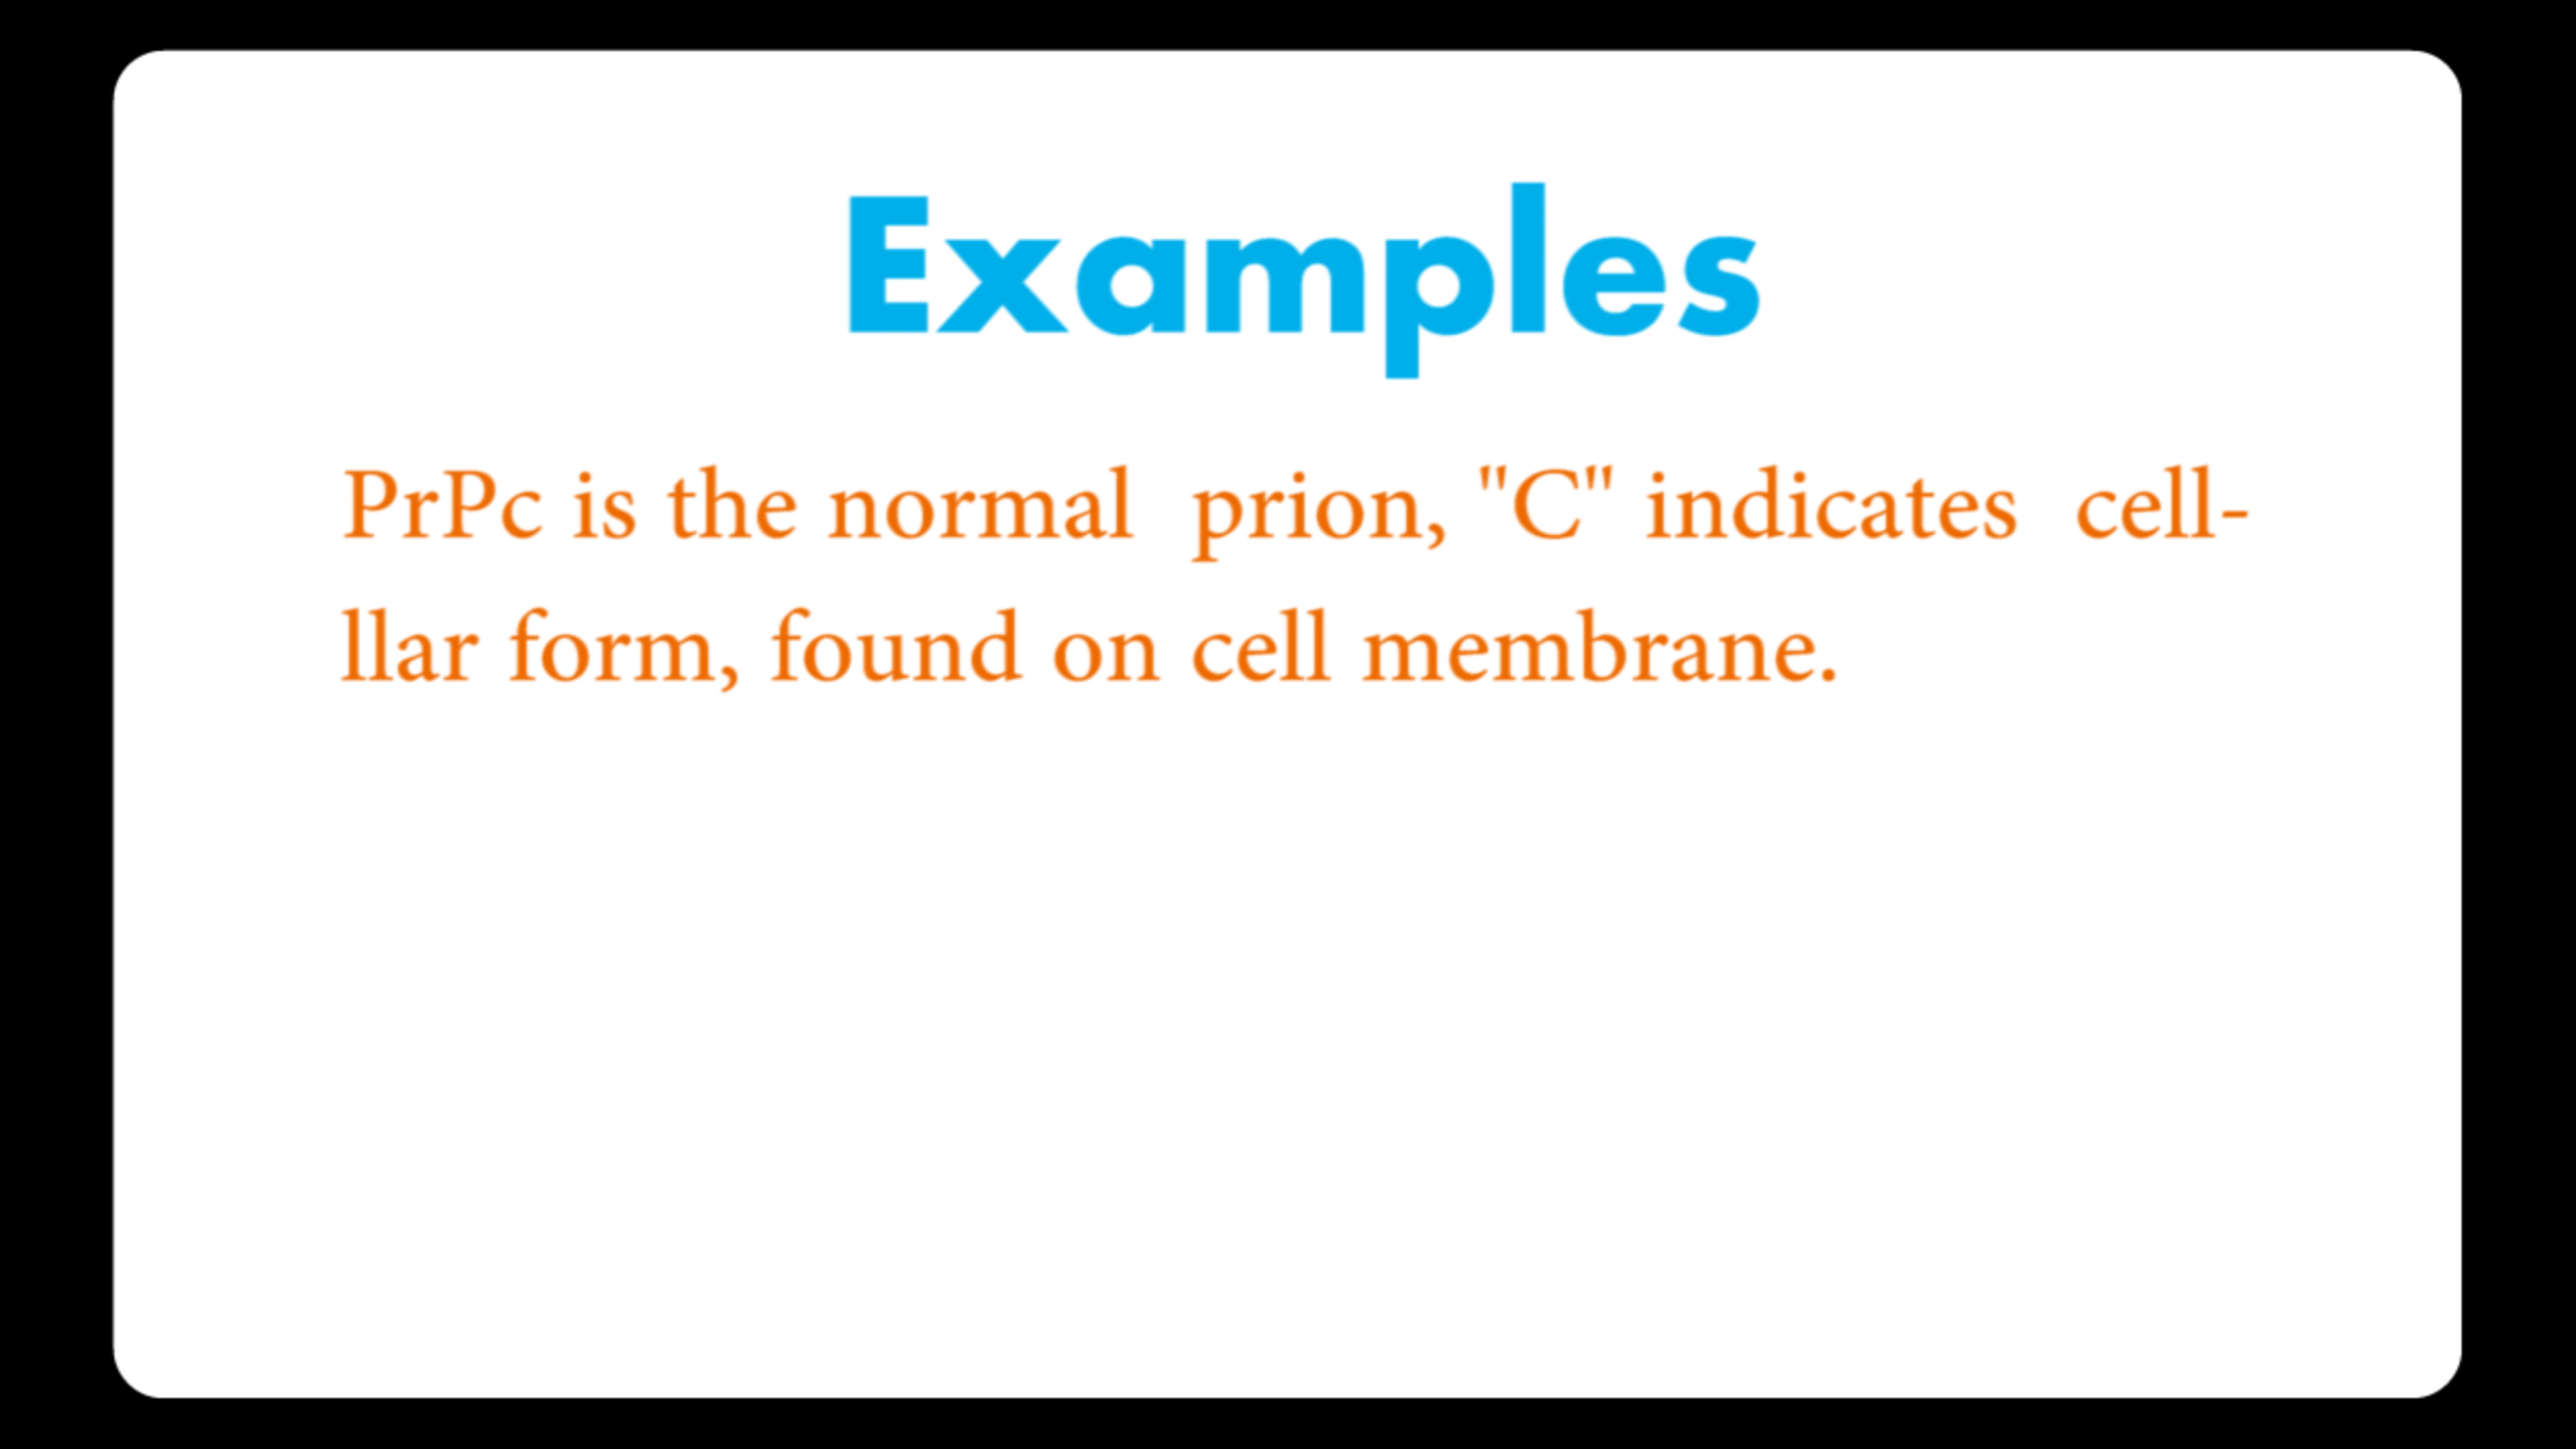 Examples
PrPc is the normal prion, "C" indicates cell-
llar form, found on cell membrane.